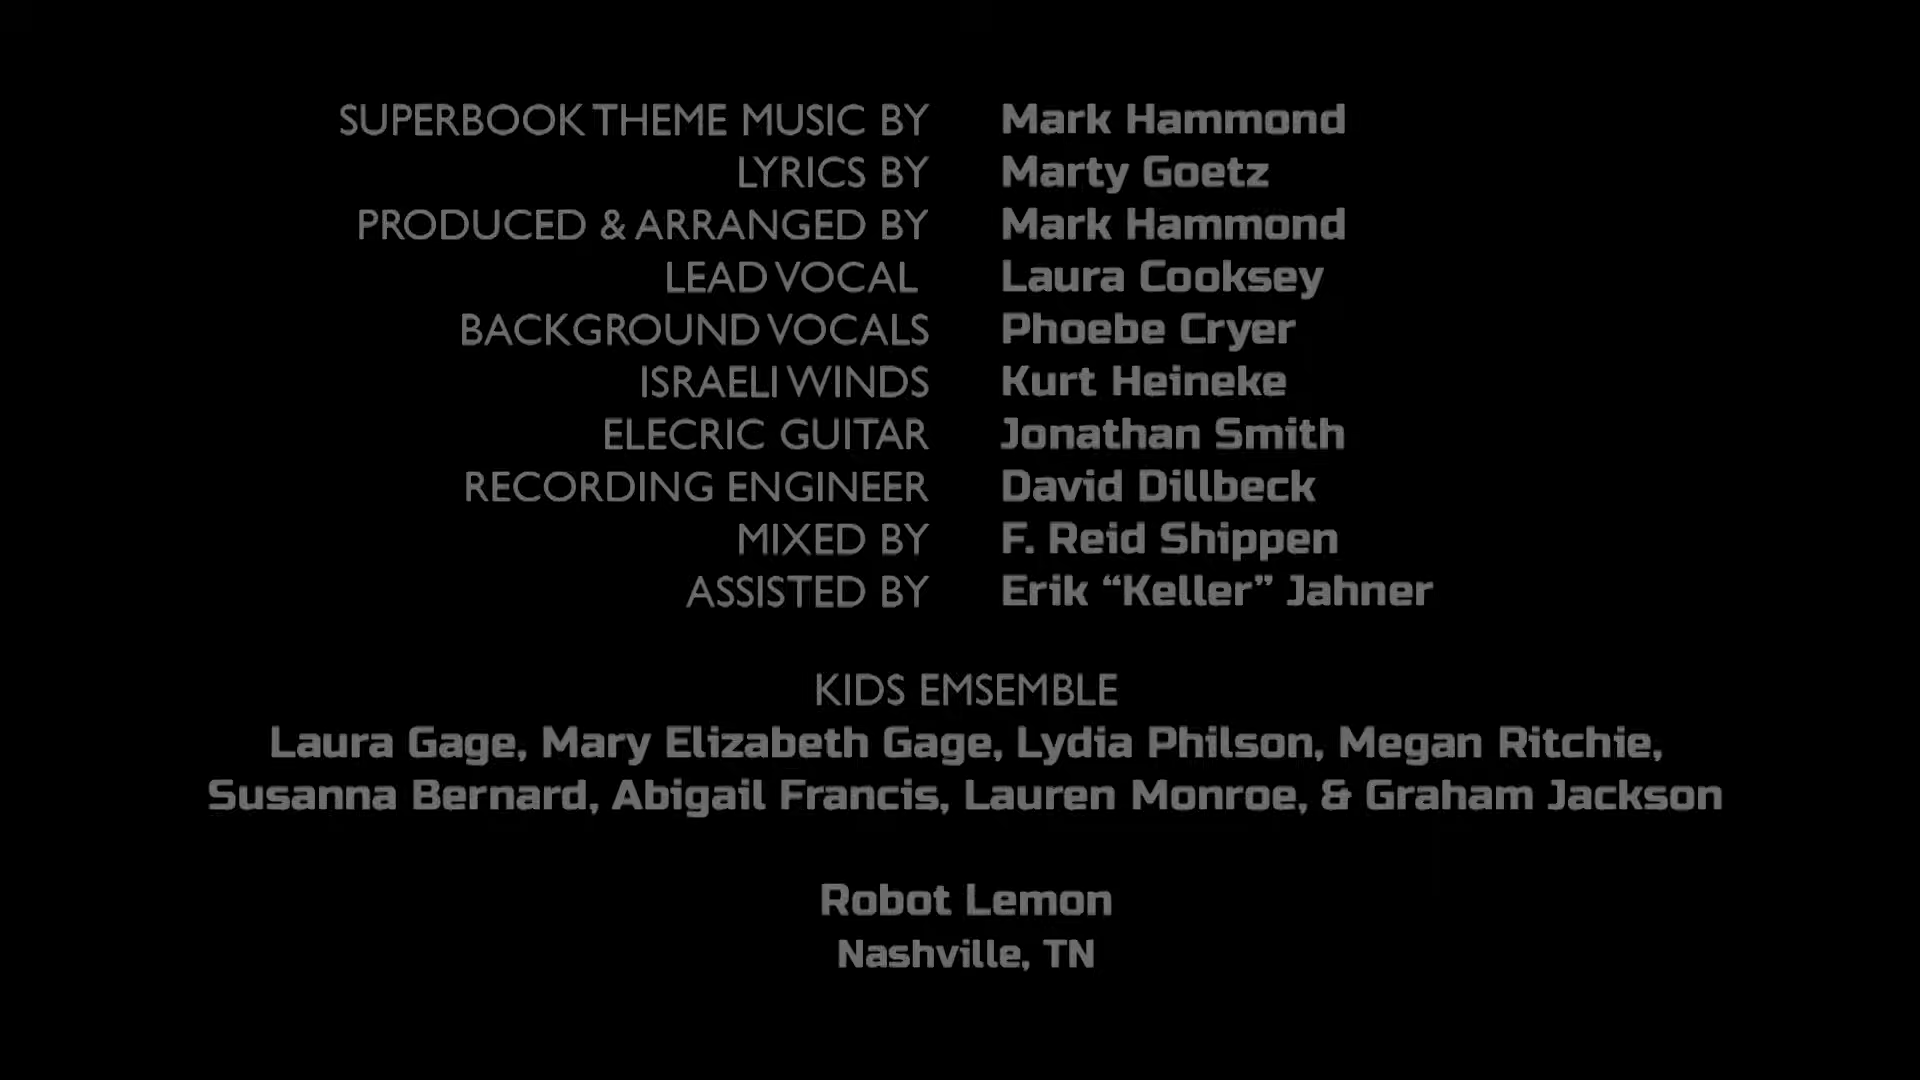 SUPERBOOK THEME MUSIC BY Mark Hammond
LYRICS BY Marty Goetz
PRODUCED & ARRANGED BY Mark Hammond
LEAD VOCAL Laura Cooksey
BACKGROUND VOCALS Phoebe Cryer
ISRAELI WINDS Kurt Heineke
ELECRIC GUITAR Jonathan Smith
RECORDING ENGINEER David Dillbeck
MIXED BY F. Reid Shippen
ASSISTED BY Erik “Keller” Jahner
KIDS EMSEMBLE
Laura Gage, Mary Elizabeth Gage, Lydia Philson, Megan Ritchie,
Susanna Bernard, Abigail Francis, Lauren Monroe, & Graham Jackson
Robot Lemon
Nashville, TN